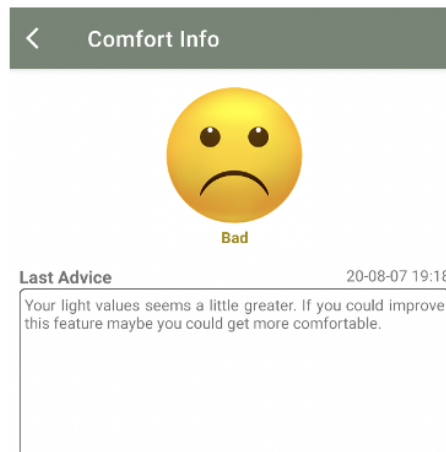 Comfort Info
Bad
Last Advice 20-08-07 19:18
Your light values seems a little greater. If you could improve
this feature maybe you could get more comfortable.